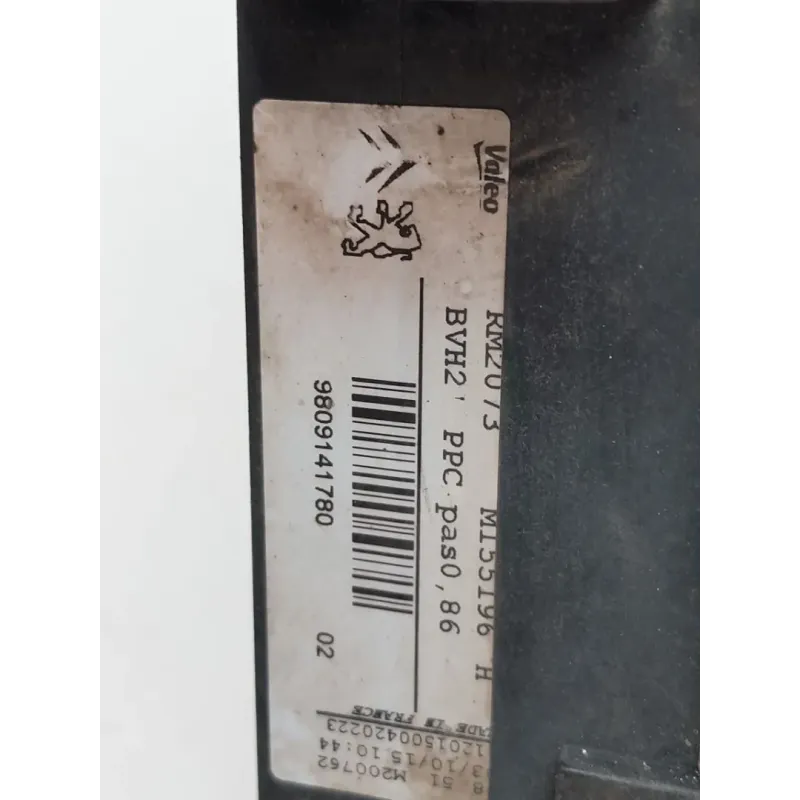 Valeo
RM2073 M155196 H
BVH2' PPC pas0,86
9809141780
02
MADE IN FRANCE
1201500420223
3/10/15 10:44
8 51
M200762